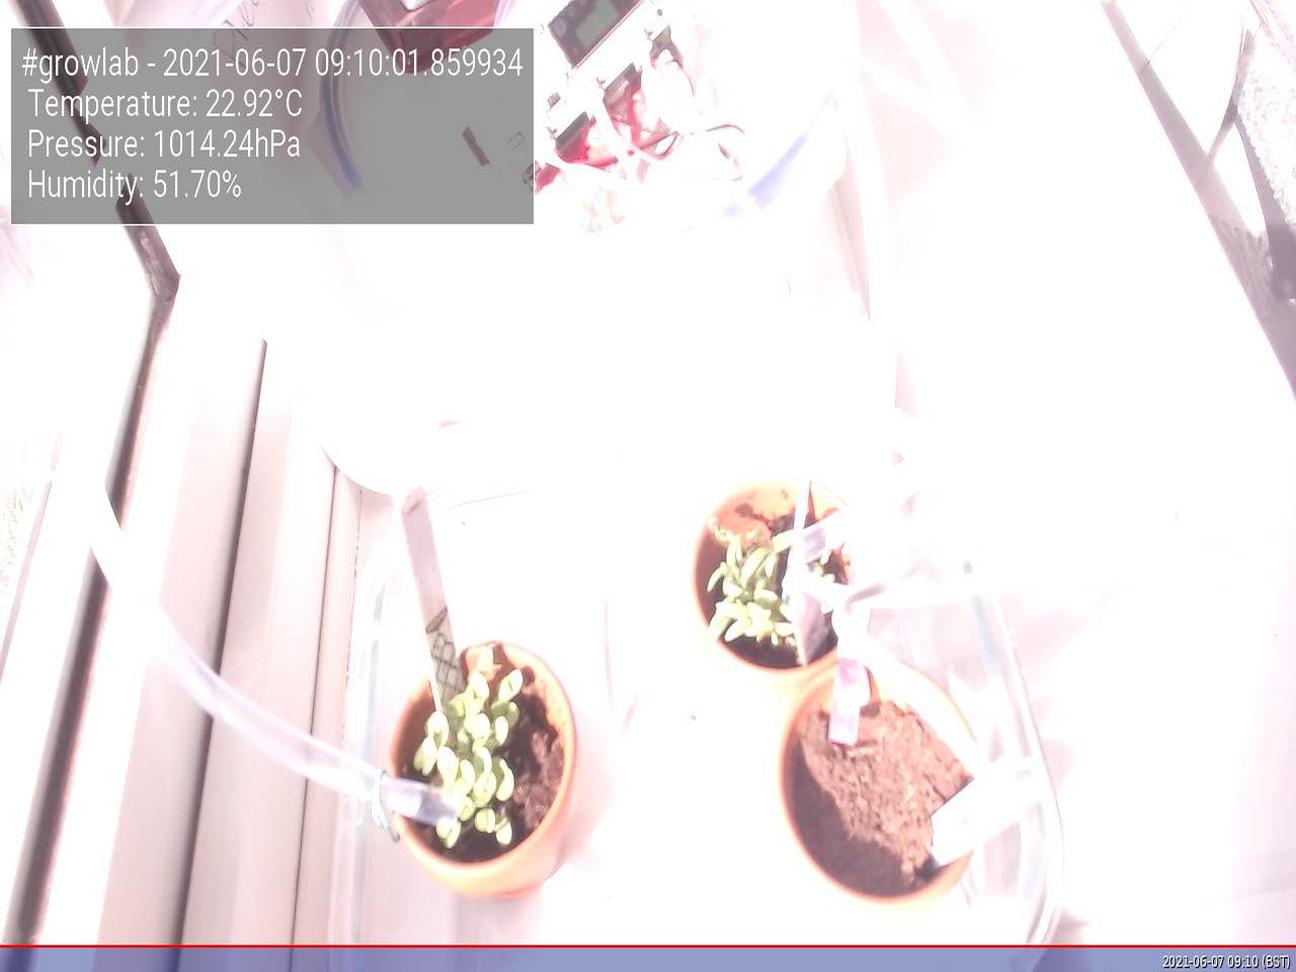 #growlab - 2021-06-07 09:10:01.859934
Temperature: 22.92°C
Pressure: 1014.24hPa
Humidity: 51.70%
2021-06-07 09:10 (BST)